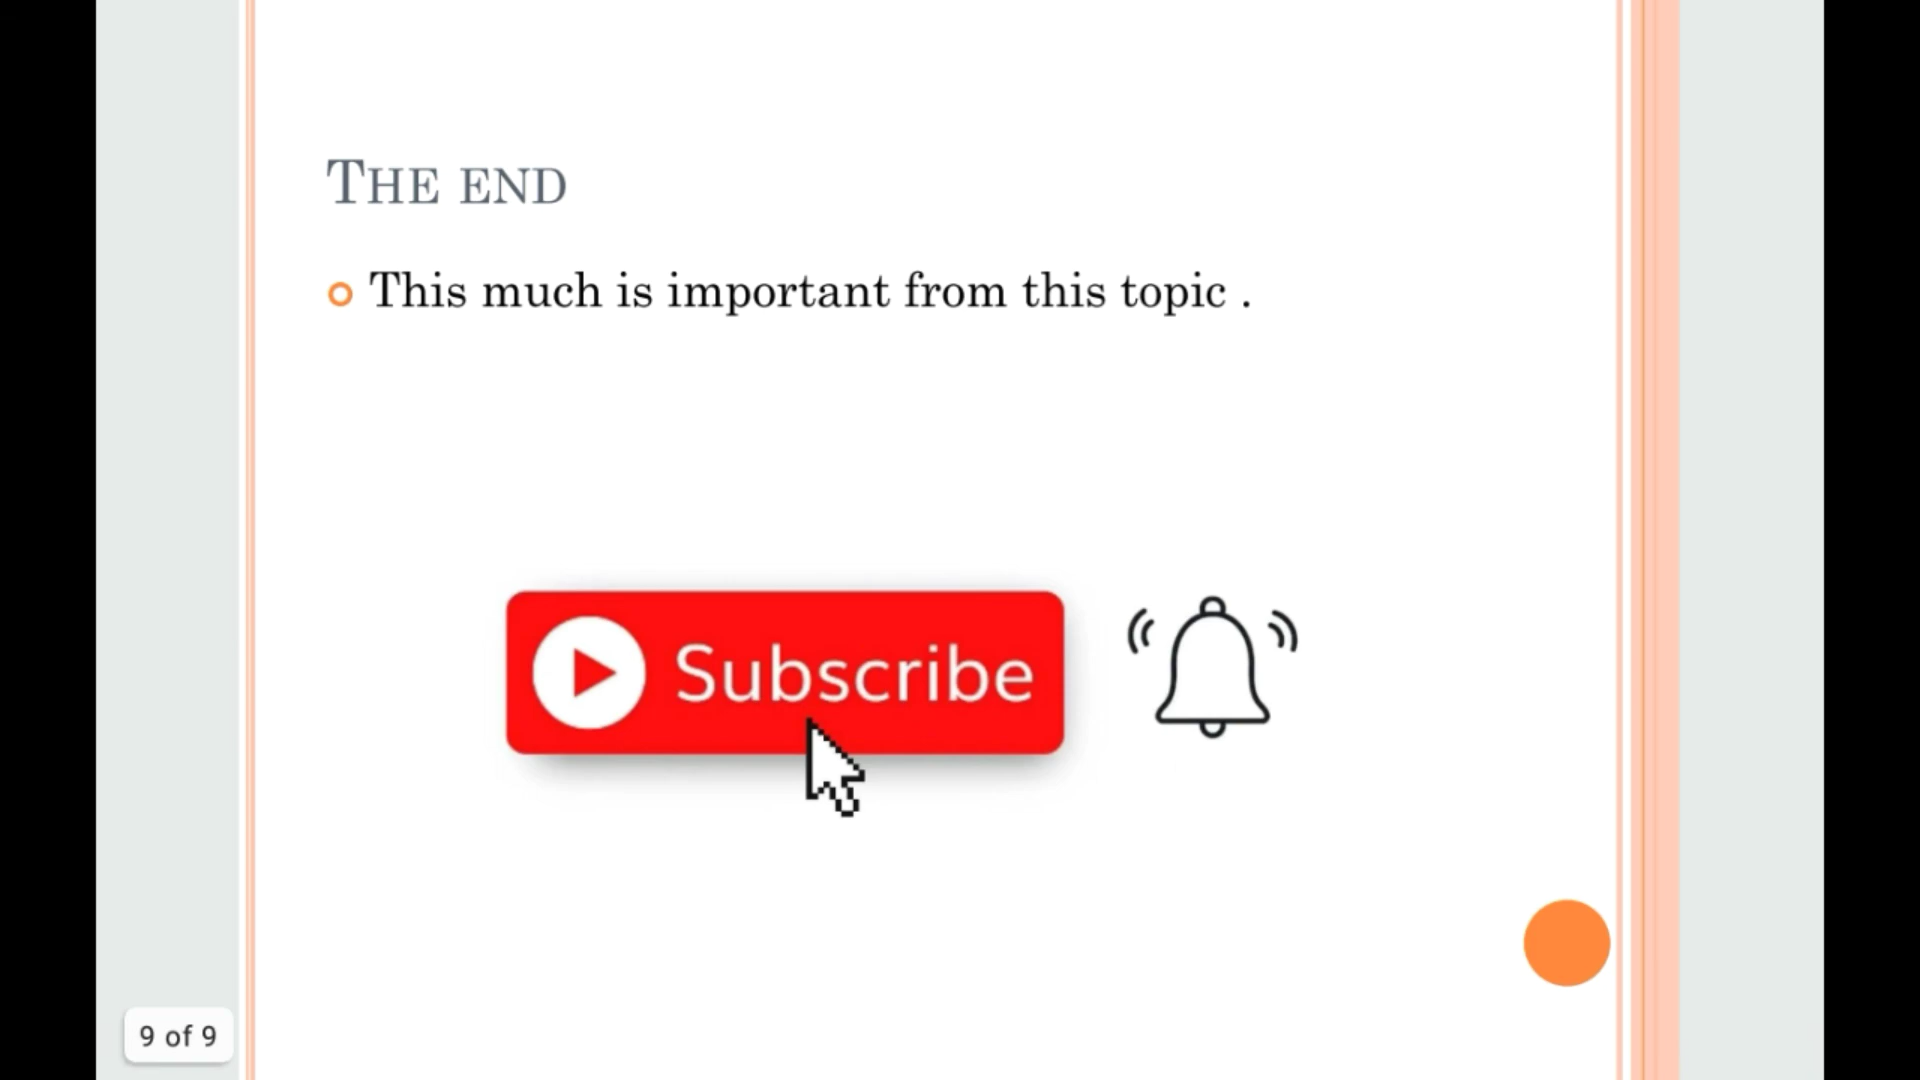 THE END
This much is important from this topic .
Subscribe
9 of 9